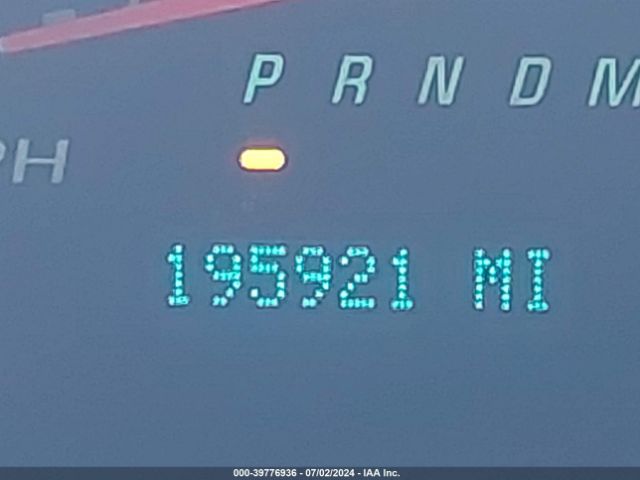 P R N D M
PH
195921 MI
000-39776936 - 07/02/2024 - IAA Inc.